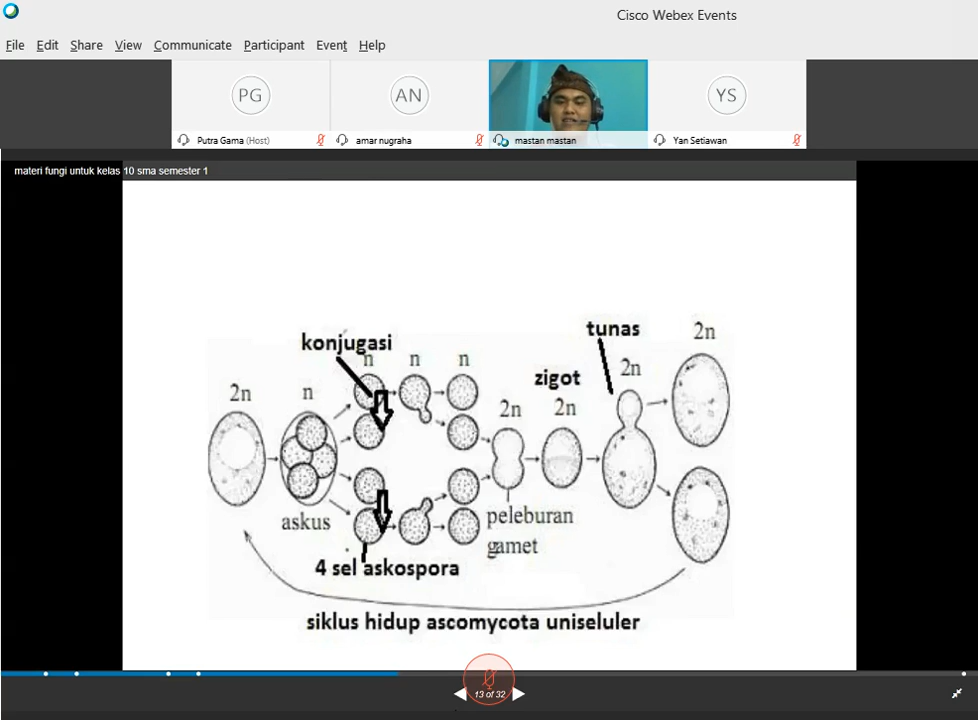 Cisco Webex Events
File Edit Share View Communicate Participant Event Help
PG AN YS
Putra Gama (Host) amar nugraha mastan mastan Yan Setiawan
materi fungi untuk kelas 10 sma semester 1
tunas
2n
konjugasi
n n n
2n
zigot
2n n
2n 2n
askus
peleburan
gamet
4 sel askospora
siklus hidup ascomycota uniseluler
13 of 32